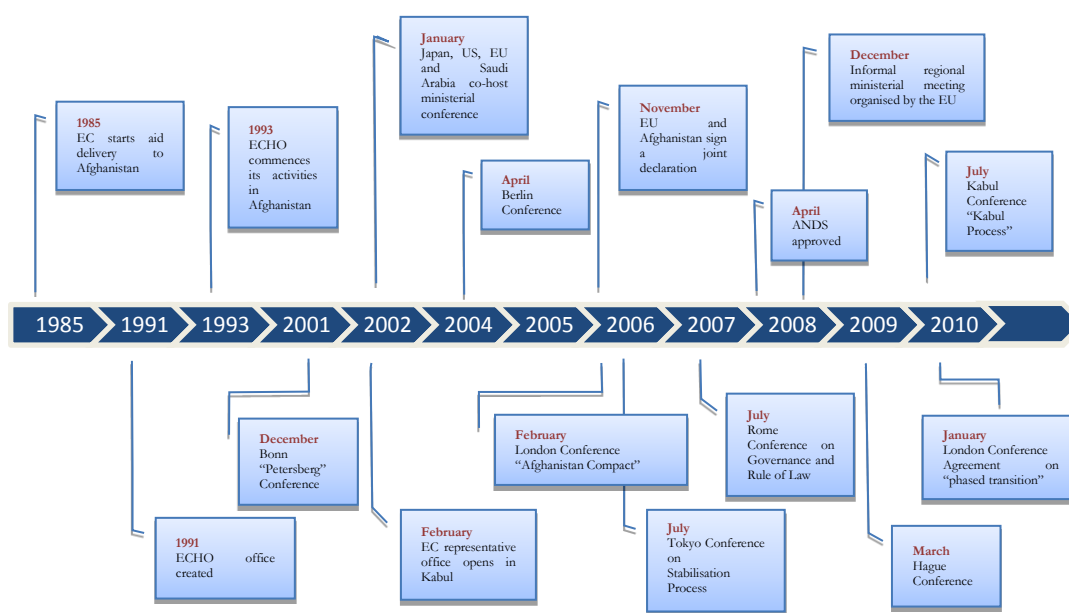 January
Japan, US, EU
and Saudi
Arabia co-host
ministerial
conference
December
Informal regional
ministerial meeting
organised by the EU
1985
EC starts aid
delivery to
Afghanistan
1993
ECHO
commences
its activities
in
Afghanistan
November
EU and
Afghanistan sign
a joint
declaration
April
Berlin
Conference
April
ANDS
approved
July
Kabul
Conference
“Kabul
Process”
1985 1991 1993 2001 2002 2004 2005 2006 2007 2008 2009 2010
December
Bonn
“Petersberg”
Conference
February
London Conference
“Afghanistan Compact”
July
Rome
Conference on
Governance and
Rule of Law
January
London Conference
Agreement on
“phased transition”
1991
ECHO office
created
February
EC representative
office opens in
Kabul
July
Tokyo Conference
on
Stabilisation
Process
March
Hague
Conference